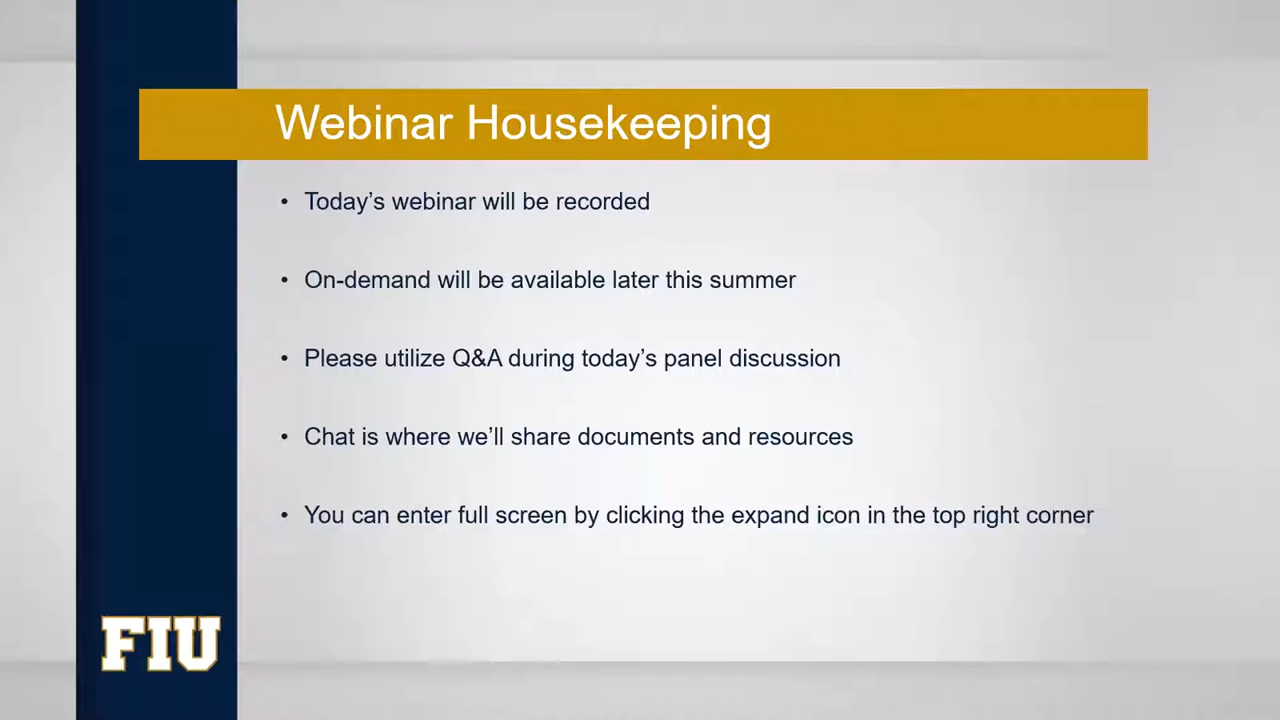 Webinar Housekeeping
• Today’s webinar will be recorded
• On-demand will be available later this summer
• Please utilize Q&A during today’s panel discussion
• Chat is where we’ll share documents and resources
• You can enter full screen by clicking the expand icon in the top right corner
FIU